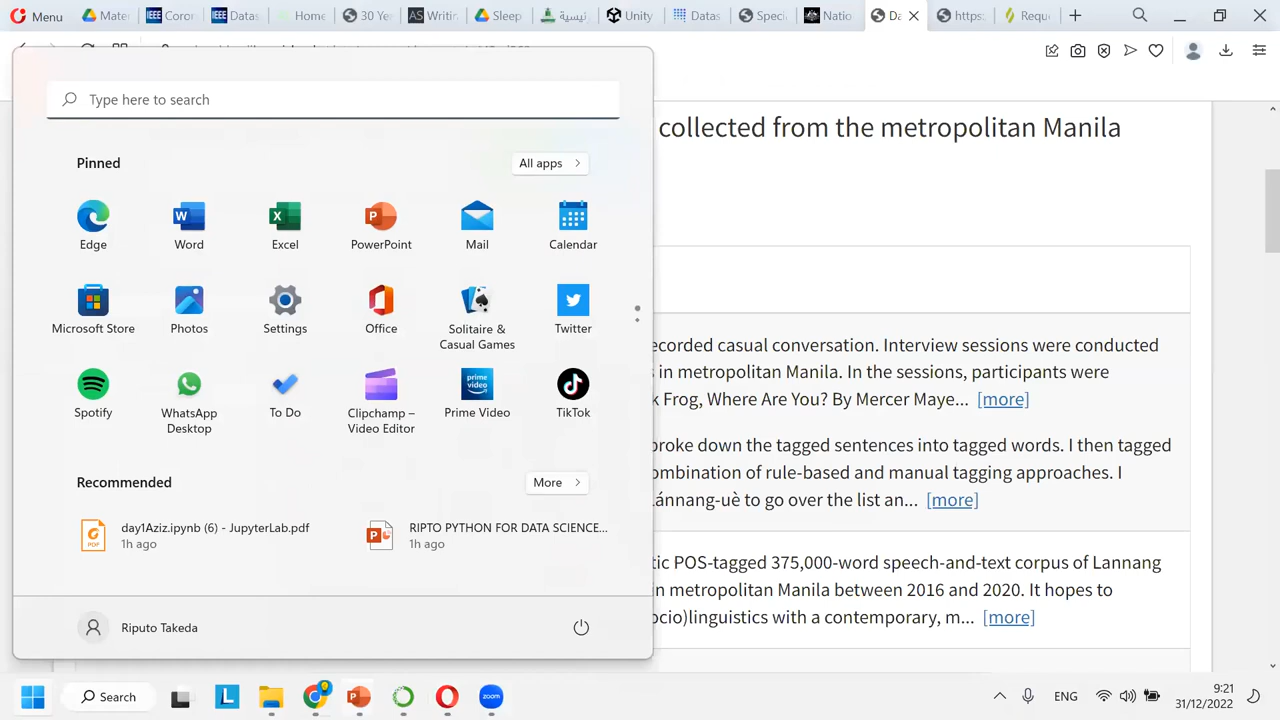 Menu
Mate
Coro
Datas
Home
30 Ye
Writin
Sleep
نيسية
Unity
Data
Speci
Natio
Da
https:
Requ
Type here to search
collected from the metropolitan Manila
Pinned
All apps
Edge
Word
Excel
PowerPoint
Mail
Calendar
Microsoft Store
Photos
Settings
Office
Solitaire &
Casual Games
Twitter
ecorded casual conversation. Interview sessions were conducted
s in metropolitan Manila. In the sessions, participants were
k Frog, Where Are You? By Mercer Maye... [more]
Spotify
WhatsApp
Desktop
To Do
Clipchamp –
Video Editor
prime video
Prime Video
TikTok
broke down the tagged sentences into tagged words. I then tagged
ombination of rule-based and manual tagging approaches. I
ánnang-uè to go over the list an... [more]
Recommended
More
day1Aziz.ipynb (6) - JupyterLab.pdf
1h ago
RIPTO PYTHON FOR DATA SCIENCE...
1h ago
tic POS-tagged 375,000-word speech-and-text corpus of Lannang
in metropolitan Manila between 2016 and 2020. It hopes to
ocio)linguistics with a contemporary, m... [more]
Riputo Takeda
Search
zoom
ENG
9:21
31/12/2022